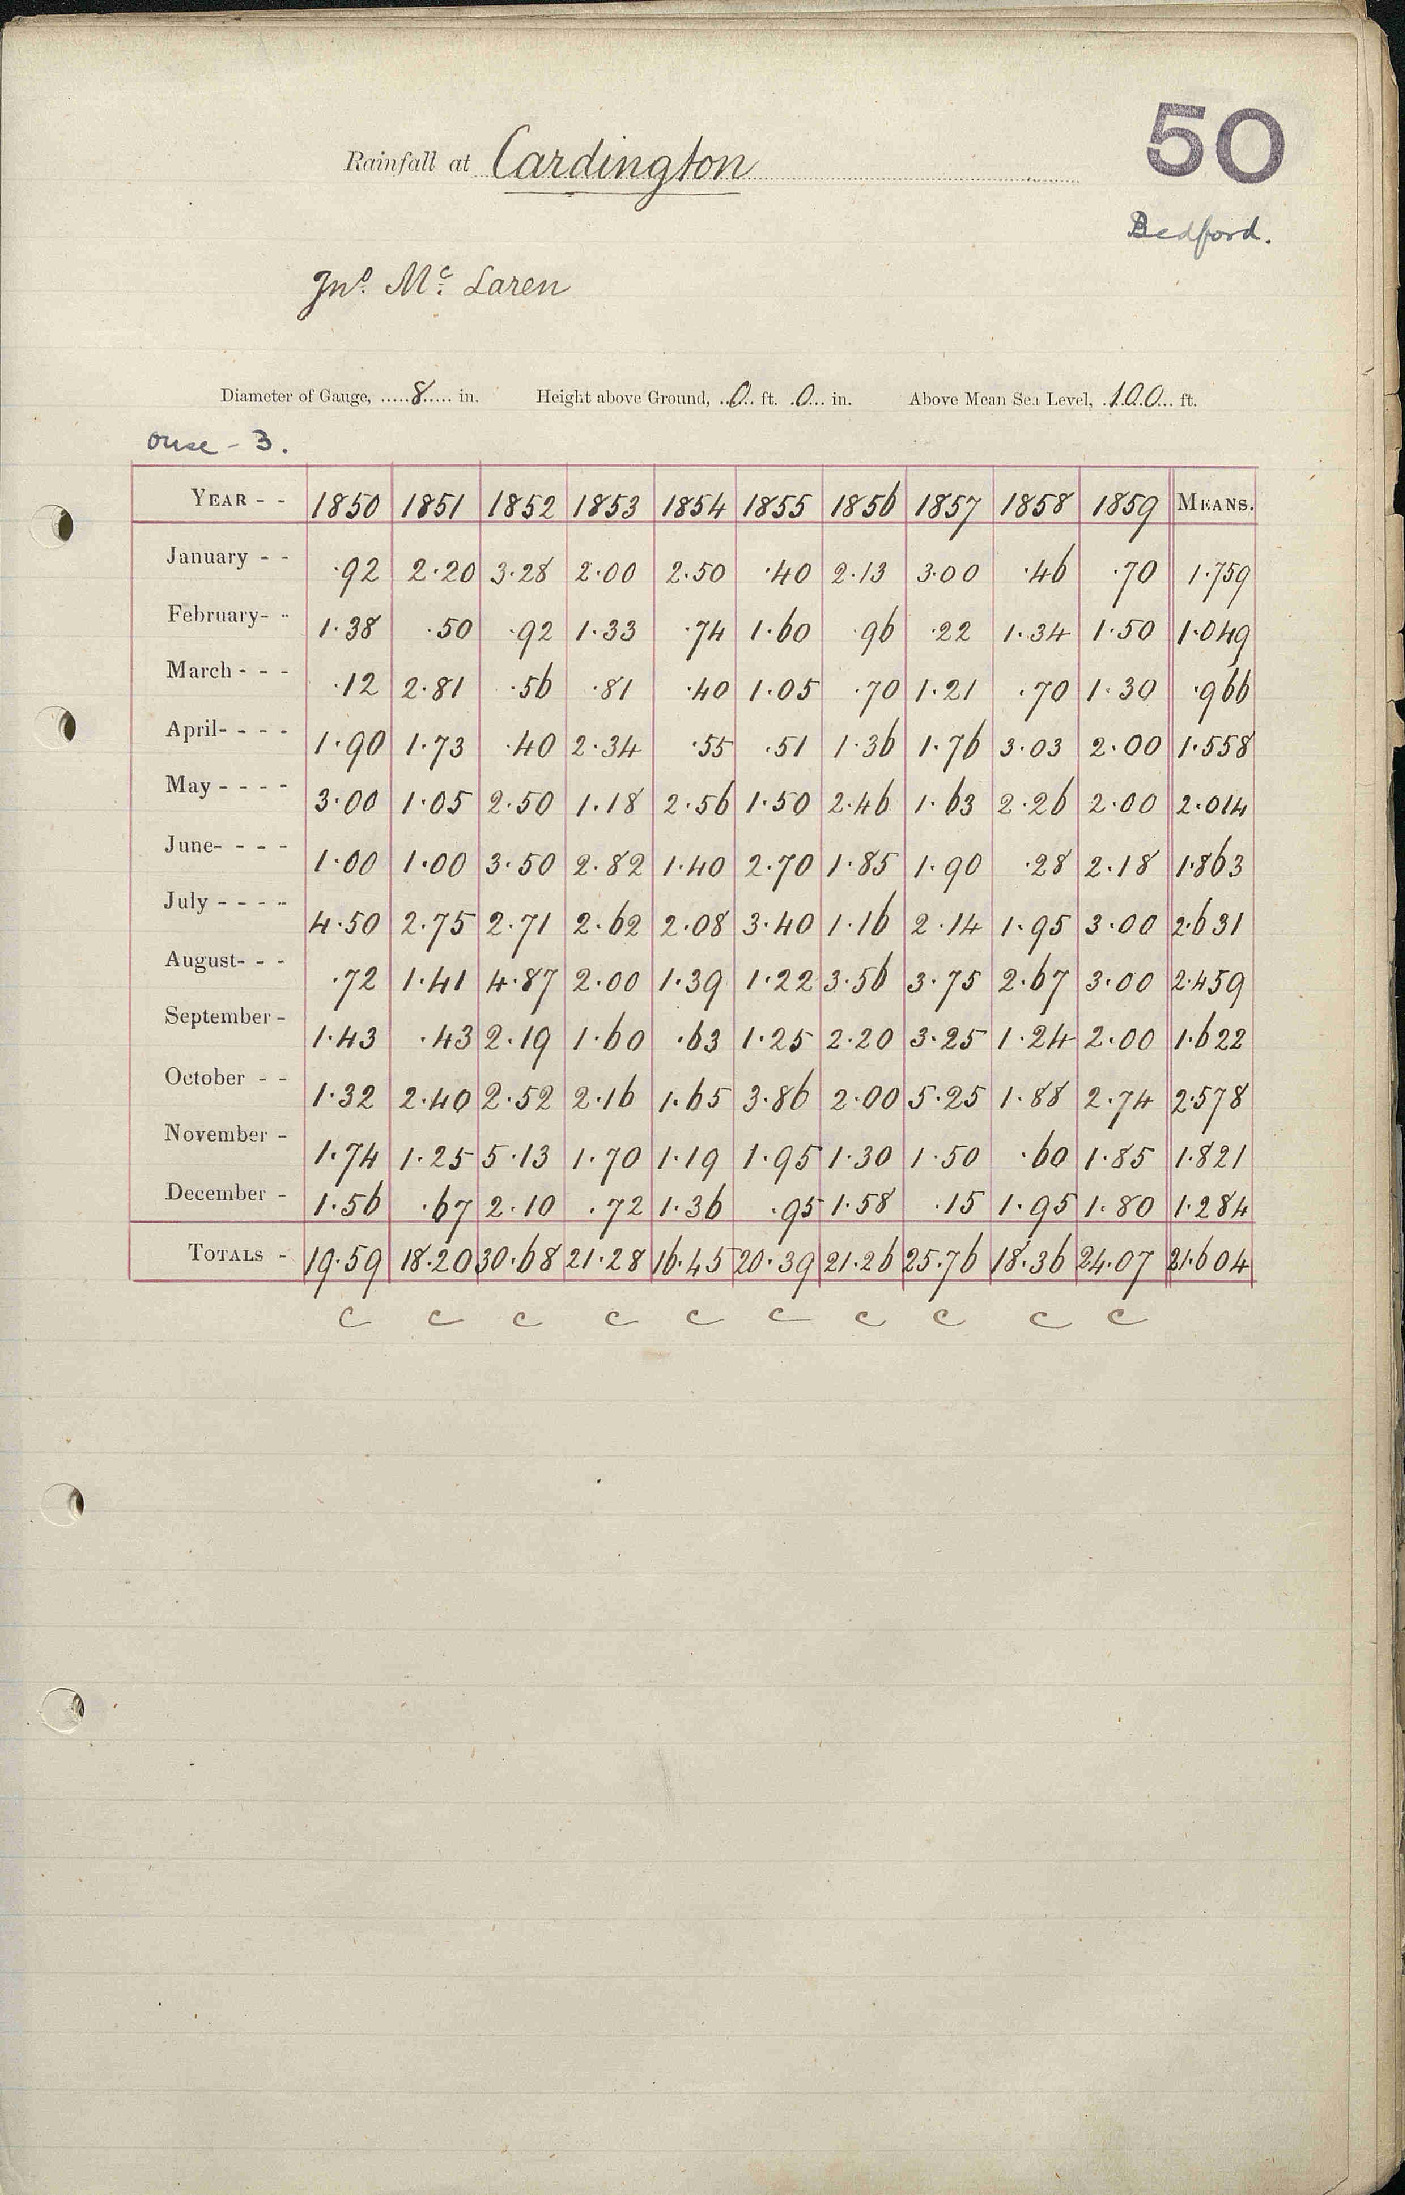 50
Rainfall at Cardington
Bedford.
Jno. Mc. Laren
Diameter of Gauge, 8 in. Height above Ground, 0 ft. 0 in. Above Mean Sea Level, 100 ft.
Ouse - 3.
YEAR - - 1850 1851 1852 1853 1854 1855 1856 1857 1858 1859 MEANS.
January - - ·92 2·20 3·28 2·00 2·50 ·40 2·13 3·00 ·46 ·70 1·759
February - - 1·38 ·50 ·92 1·33 ·74 1·60 ·96 ·22 1·34 1·50 1·049
March - - - ·12 2·81 ·56 ·81 ·40 1·05 ·70 1·21 ·70 1·30 ·966
April - - - - 1·90 1·73 ·40 2·34 ·55 ·51 1·36 1·76 3·03 2·00 1·558
May - - - - 3·00 1·05 2·50 1·18 2·56 1·50 2·46 1·63 2·26 2·00 2·014
June - - - - 1·00 1·00 3·50 2·82 1·40 2·70 1·85 1·90 ·28 2·18 1·863
July - - - - 4·50 2·75 2·71 2·62 2·08 3·40 1·16 2·14 1·95 3·00 2·631
August - - - ·72 1·41 4·87 2·00 1·39 1·22 3·56 3·75 2·67 3·00 2·459
September - 1·43 ·43 2·19 1·60 ·63 1·25 2·20 3·25 1·24 2·00 1·622
October - - 1·32 2·40 2·52 2·16 1·65 3·86 2·00 5·25 1·88 2·74 2·578
November - 1·74 1·25 5·13 1·70 1·19 1·95 1·30 1·50 ·60 1·85 1·821
December - 1·56 ·67 2·10 ·72 1·36 ·95 1·58 ·15 1·95 1·80 1·284
TOTALS - 19·59 18·20 30·68 21·28 16·45 20·39 21·26 25·76 18·36 24·07 21·604
c c c c c c c c c c